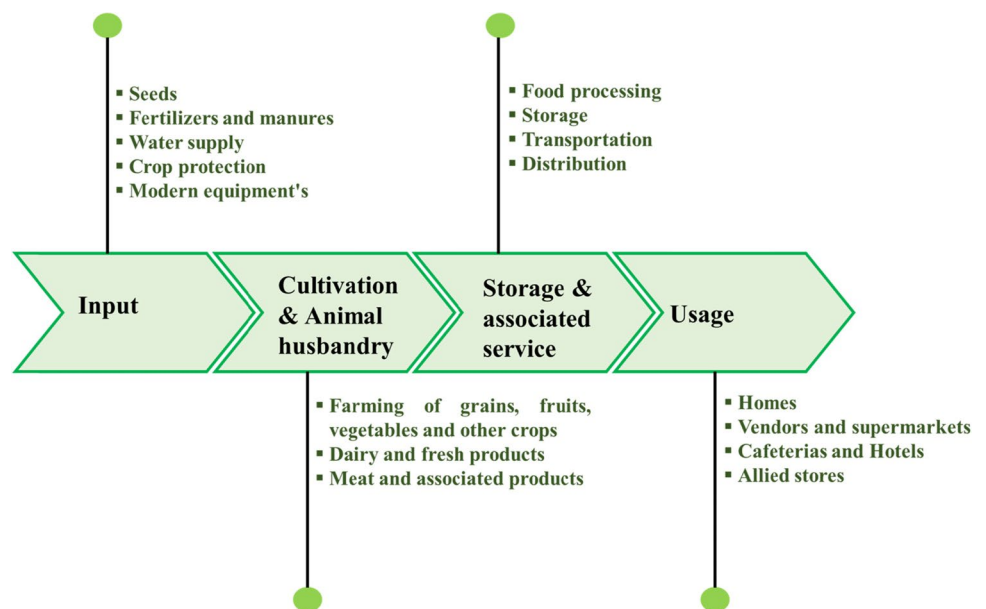 ▪ Seeds
▪ Fertilizers and manures
▪ Water supply
▪ Crop protection
▪ Modern equipment's
▪ Food processing
▪ Storage
▪ Transportation
▪ Distribution
Input
Cultivation
& Animal
husbandry
Storage &
associated
service
Usage
▪ Farming of grains, fruits,
vegetables and other crops
▪ Dairy and fresh products
▪ Meat and associated products
▪ Homes
▪ Vendors and supermarkets
▪ Cafeterias and Hotels
▪ Allied stores